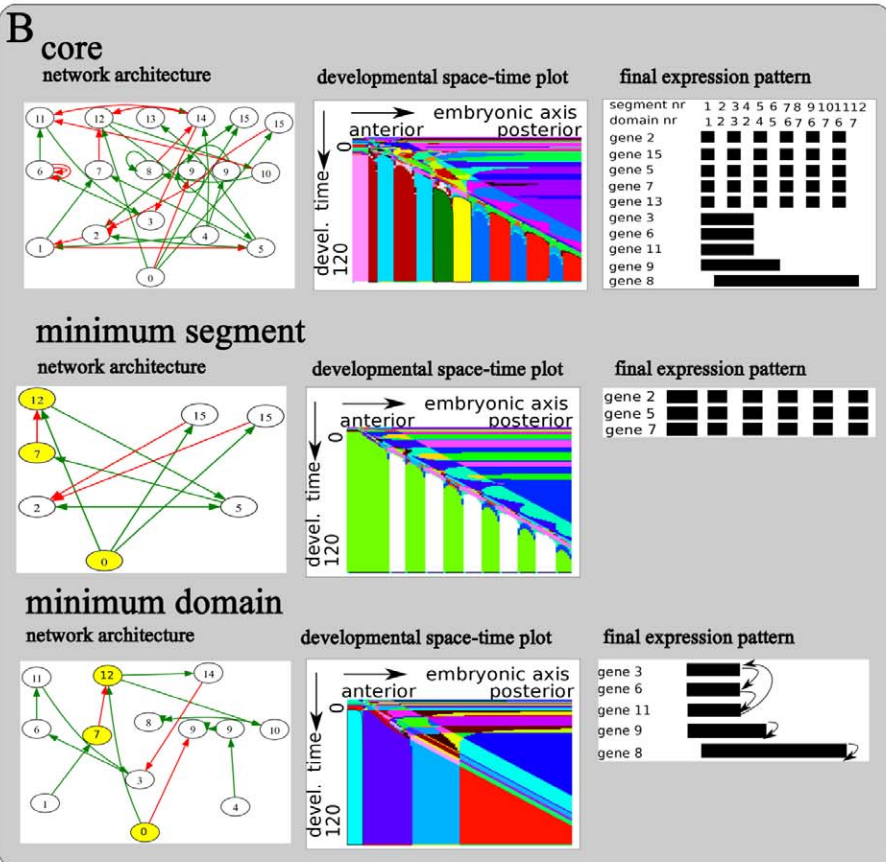 B
core
network architecture
developmental space-time plot
final expression pattern
11 12 13 14 15 15
6 7 8 9 9 10
3
1 2 4 5
0
embryonic axis
anterior posterior
devel. time
0
120
segment nr 1 2 3 4 5 6 7 8 9 10 11 12
domain nr 1 2 3 2 4 5 6 7 6 7 6 7
gene 2
gene 15
gene 5
gene 7
gene 13
gene 3
gene 6
gene 11
gene 9
gene 8
minimum segment
network architecture
developmental space-time plot
final expression pattern
12 15 15
7
2 5
0
embryonic axis
anterior posterior
devel. time
0
120
gene 2
gene 5
gene 7
minimum domain
network architecture
developmental space-time plot
final expression pattern
11 12 14
6 7 8 9 9 10
3
1 4
0
embryonic axis
anterior posterior
devel. time
0
120
gene 3
gene 6
gene 11
gene 9
gene 8